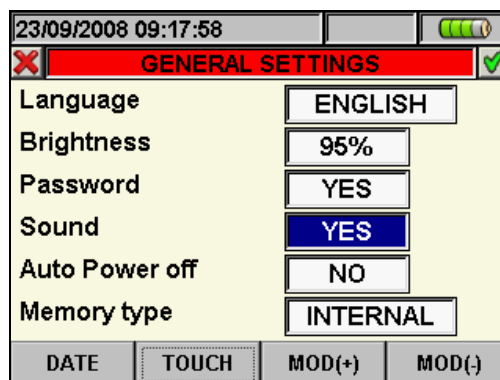 23/09/2008 09:17:58
GENERAL SETTINGS
Language ENGLISH
Brightness 95%
Password YES
Sound YES
Auto Power off NO
Memory type INTERNAL
DATE TOUCH MOD(+) MOD(-)